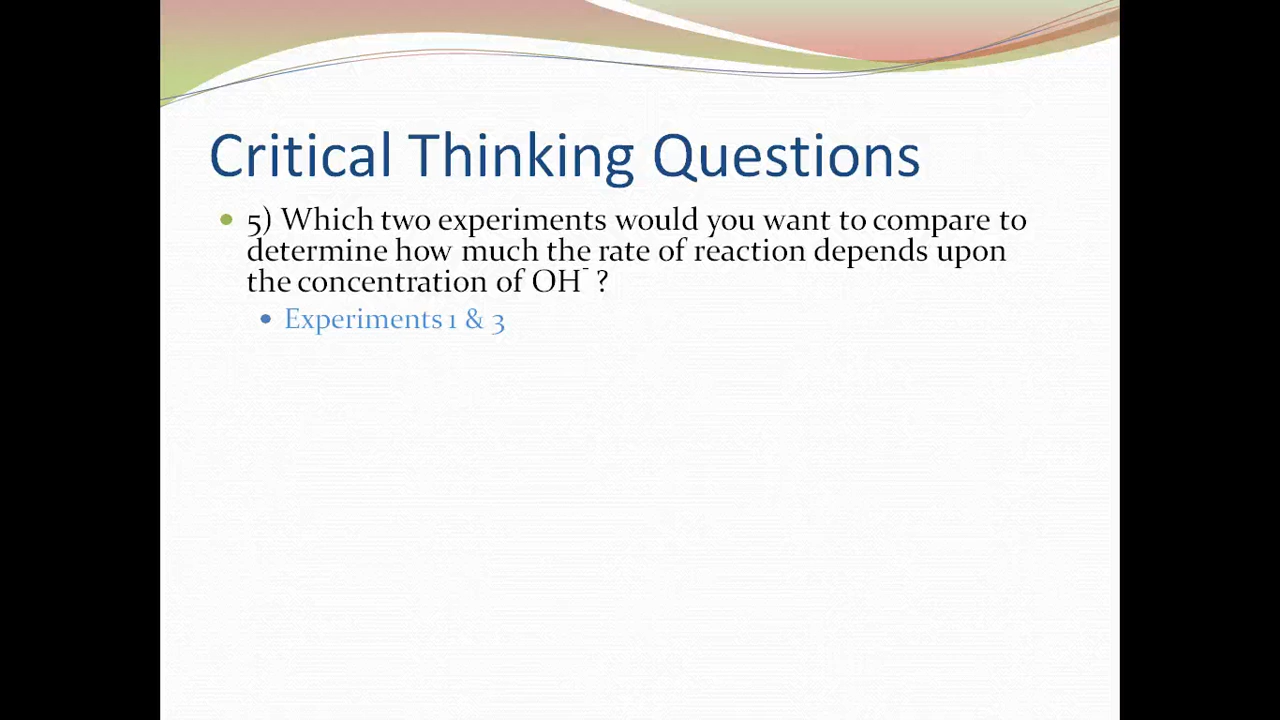 Critical Thinking Questions
5) Which two experiments would you want to compare to
determine how much the rate of reaction depends upon
the concentration of OH⁻ ?
Experiments 1 & 3